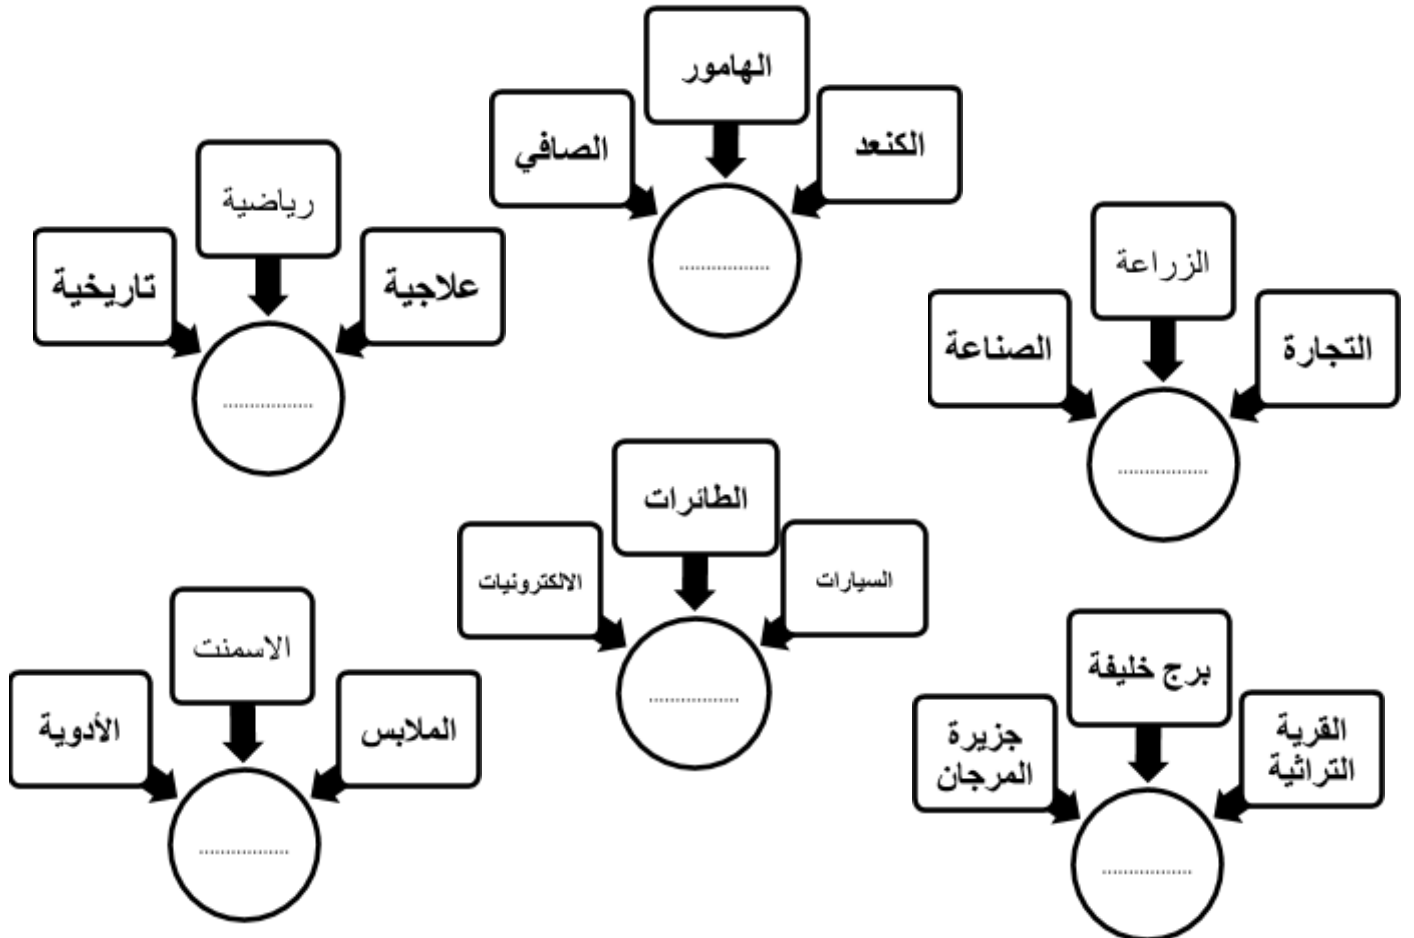 الهامور
الكنعد
الصافي
................
رياضية
علاجية
تاريخية
................
الزراعة
التجارة
الصناعة
................
الطائرات
السيارات
الالكترونيات
................
الاسمنت
الملابس
الأدوية
................
برج خليفة
القرية
التراثية
جزيرة
المرجان
................